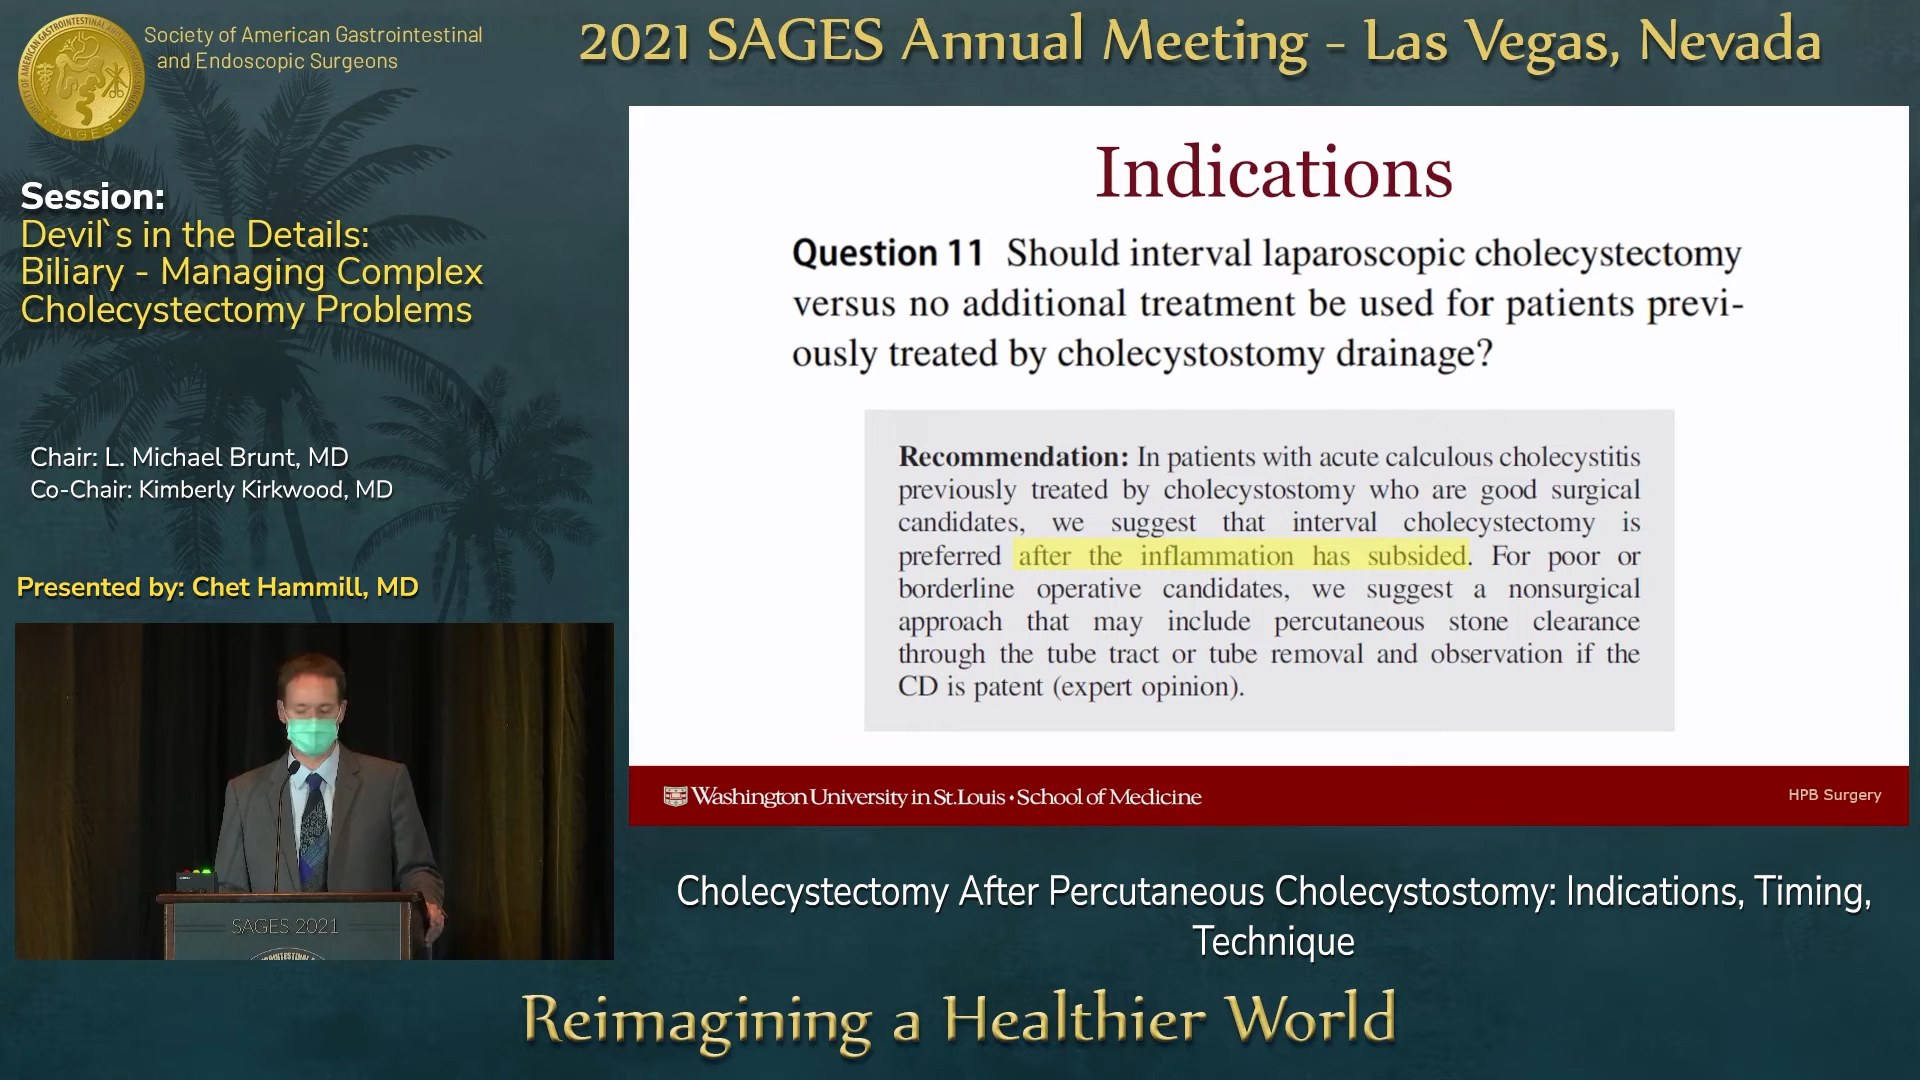 Society of American Gastrointestinal
and Endoscopic Surgeons
2021 SAGES Annual Meeting - Las Vegas, Nevada
Session:
Devil`s in the Details:
Biliary - Managing Complex
Cholecystectomy Problems
Chair: L. Michael Brunt, MD
Co-Chair: Kimberly Kirkwood, MD
Presented by: Chet Hammill, MD
SAGES 2021
Indications
Question 11 Should interval laparoscopic cholecystectomy
versus no additional treatment be used for patients previ-
ously treated by cholecystostomy drainage?
Recommendation: In patients with acute calculous cholecystitis
previously treated by cholecystostomy who are good surgical
candidates, we suggest that interval cholecystectomy is
preferred after the inflammation has subsided. For poor or
borderline operative candidates, we suggest a nonsurgical
approach that may include percutaneous stone clearance
through the tube tract or tube removal and observation if the
CD is patent (expert opinion).
Washington University in St. Louis • School of Medicine
HPB Surgery
Cholecystectomy After Percutaneous Cholecystostomy: Indications, Timing,
Technique
Reimagining a Healthier World